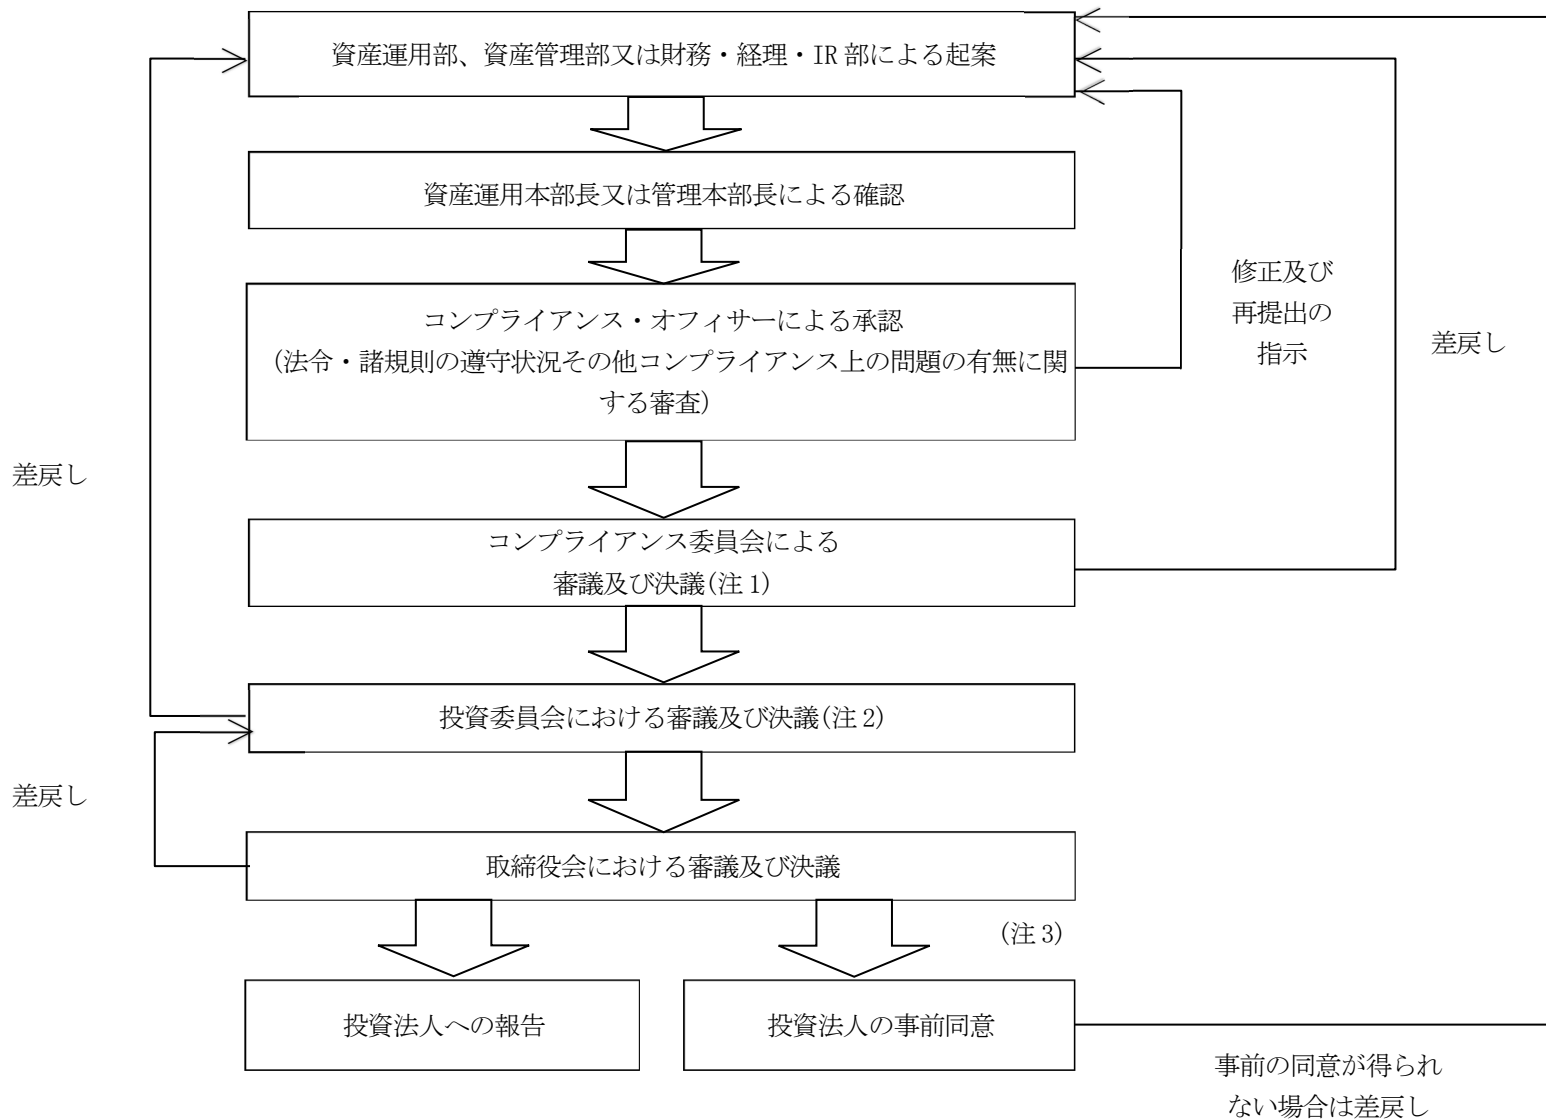 資産運用部、資産管理部又は財務・経理・IR 部による起案
資産運用本部長又は管理本部長による確認
コンプライアンス・オフィサーによる承認
(法令・諸規則の遵守状況その他コンプライアンス上の問題の有無に関
する審査)
修正及び
再提出の
指示
差戻し
差戻し
コンプライアンス委員会による
審議及び決議(注 1)
投資委員会における審議及び決議(注 2)
差戻し
取締役会における審議及び決議
(注 3)
投資法人への報告
投資法人の事前同意
事前の同意が得られ
ない場合は差戻し